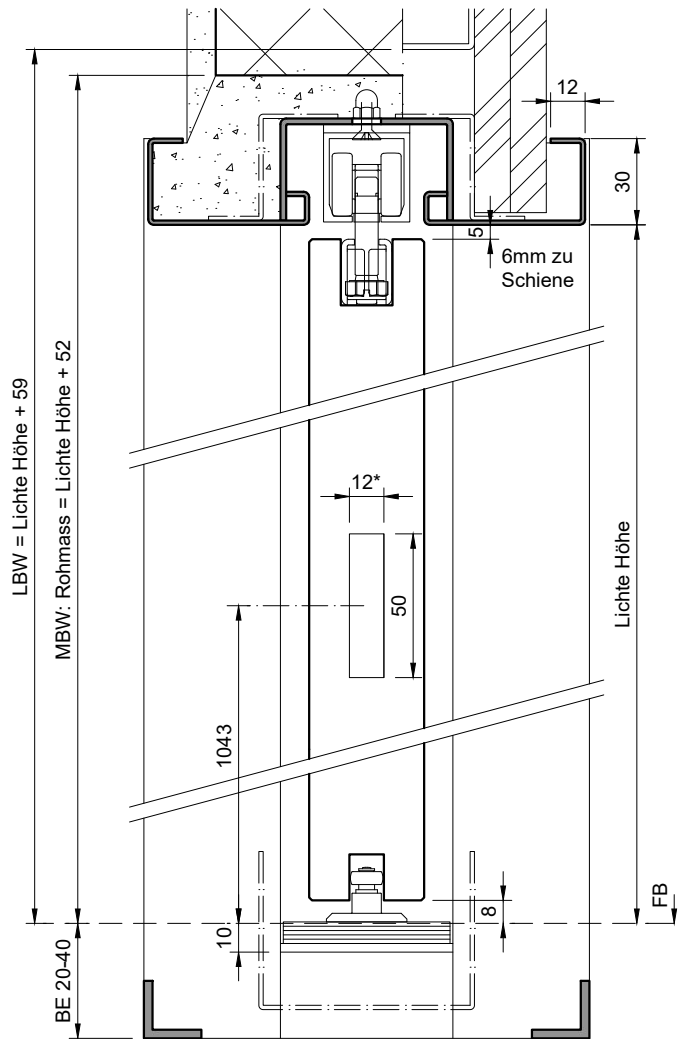 12
30
5
6mm zu
Schiene
LBW = Lichte Höhe + 59
MBW: Rohmass = Lichte Höhe + 52
12*
50
Lichte Höhe
1043
8
FB
10
BE 20-40